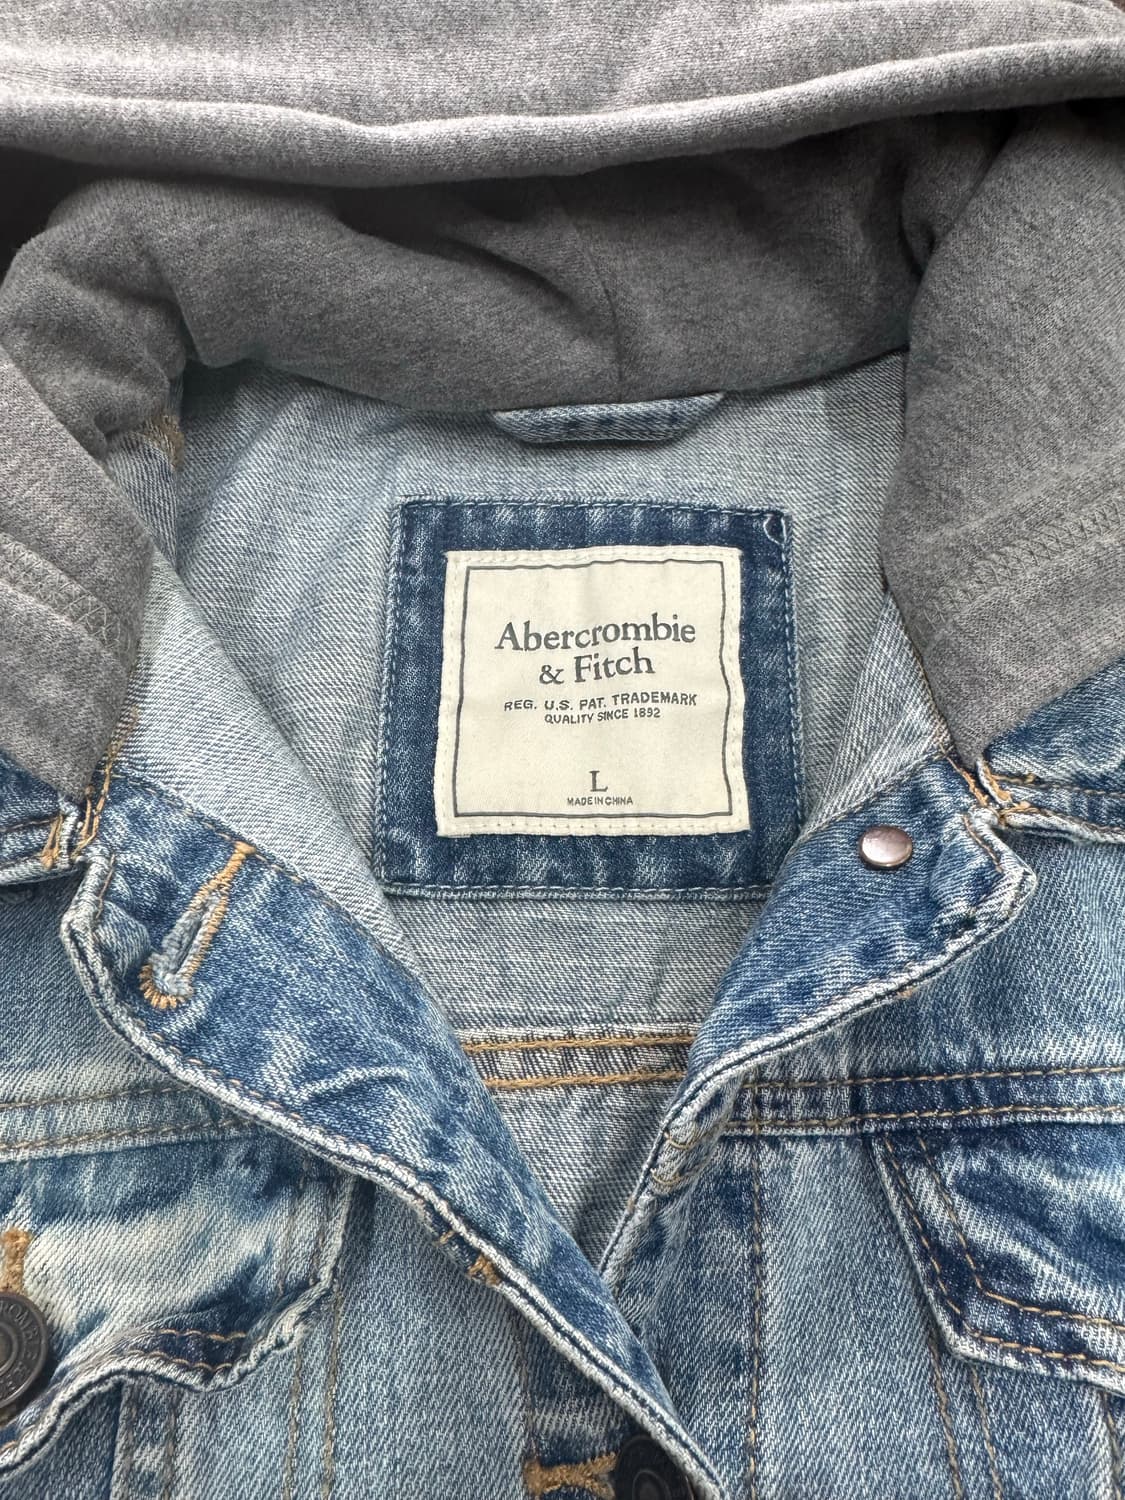 Abercrombie
& Fitch
REG. U.S. PAT. TRADEMARK
QUALITY SINCE 1892
L
MADE IN CHINA